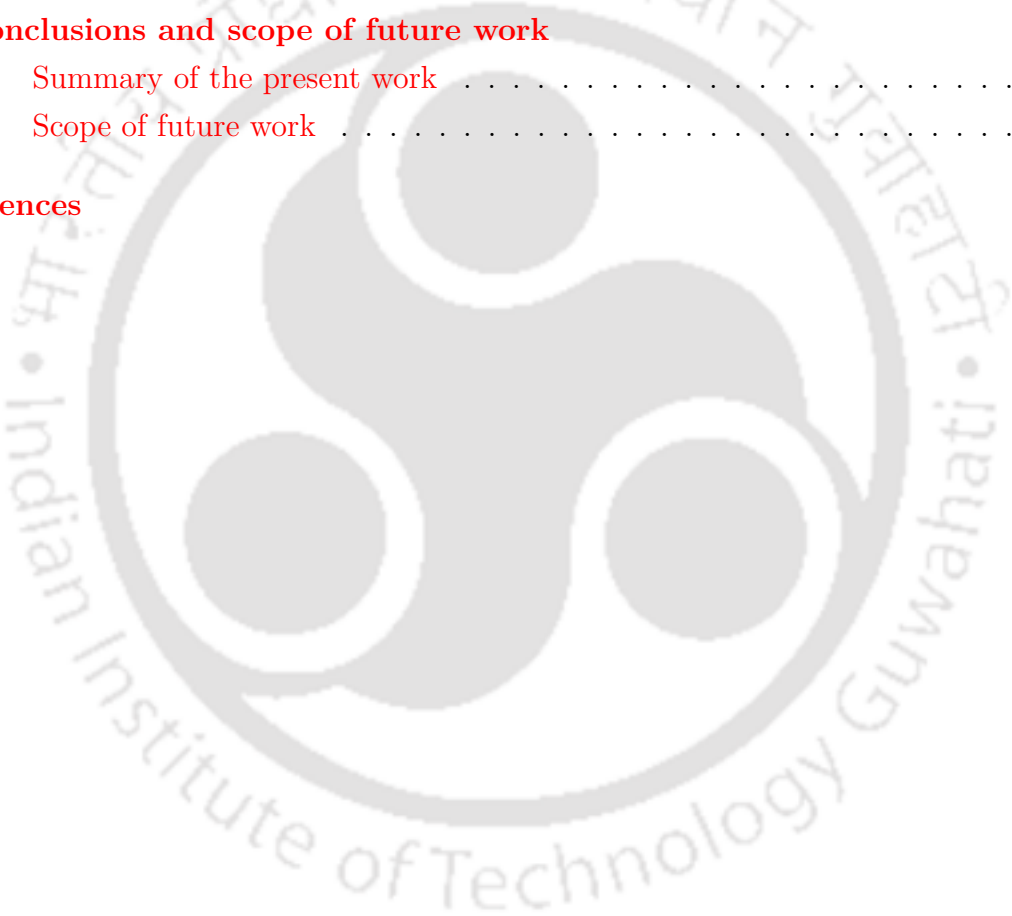 onclusions and scope of future work
Summary of the present work . . . . . . . . . . . . . . . . . . . . . . .
Scope of future work . . . . . . . . . . . . . . . . . . . . . . . . . . . .
ences
• Indian Institute of Technology Guwahati •